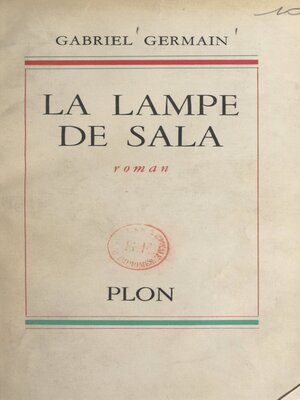 GABRIEL GERMAIN
LA LAMPE
DE SALA
roman
PLON